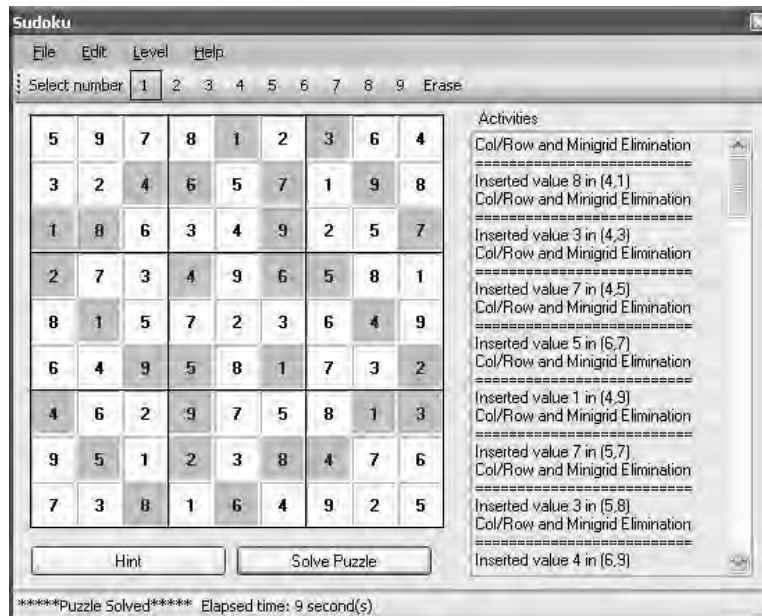 Sudoku
File Edit Level Help
Select number 1 2 3 4 5 6 7 8 9 Erase
5 9 7 8 1 2 3 6 4
3 2 4 6 5 7 1 9 8
1 8 6 3 4 9 2 5 7
2 7 3 4 9 6 5 8 1
8 1 5 7 2 3 6 4 9
6 4 9 5 8 1 7 3 2
4 6 2 9 7 5 8 1 3
9 5 1 2 3 8 4 7 6
7 3 8 1 6 4 9 2 5
Activities
Col/Row and Minigrid Elimination
==========================
Inserted value 8 in (4,1)
Col/Row and Minigrid Elimination
==========================
Inserted value 3 in (4,3)
Col/Row and Minigrid Elimination
==========================
Inserted value 7 in (4,5)
Col/Row and Minigrid Elimination
==========================
Inserted value 5 in (6,7)
Col/Row and Minigrid Elimination
==========================
Inserted value 1 in (4,9)
Col/Row and Minigrid Elimination
==========================
Inserted value 7 in (5,7)
Col/Row and Minigrid Elimination
==========================
Inserted value 3 in (5,8)
Col/Row and Minigrid Elimination
==========================
Inserted value 4 in (6,9)
Hint Solve Puzzle
*****Puzzle Solved***** Elapsed time: 9 second(s)